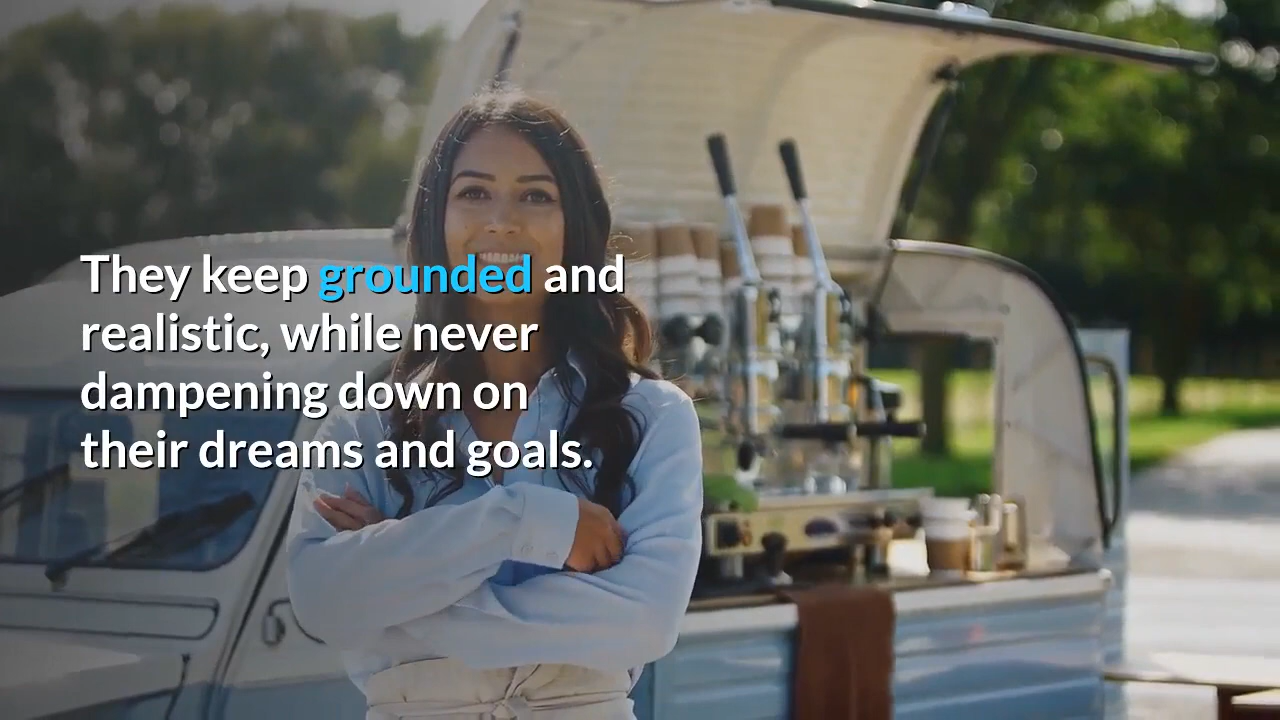 They keep grounded and
realistic, while never
dampening down on
their dreams and goals.